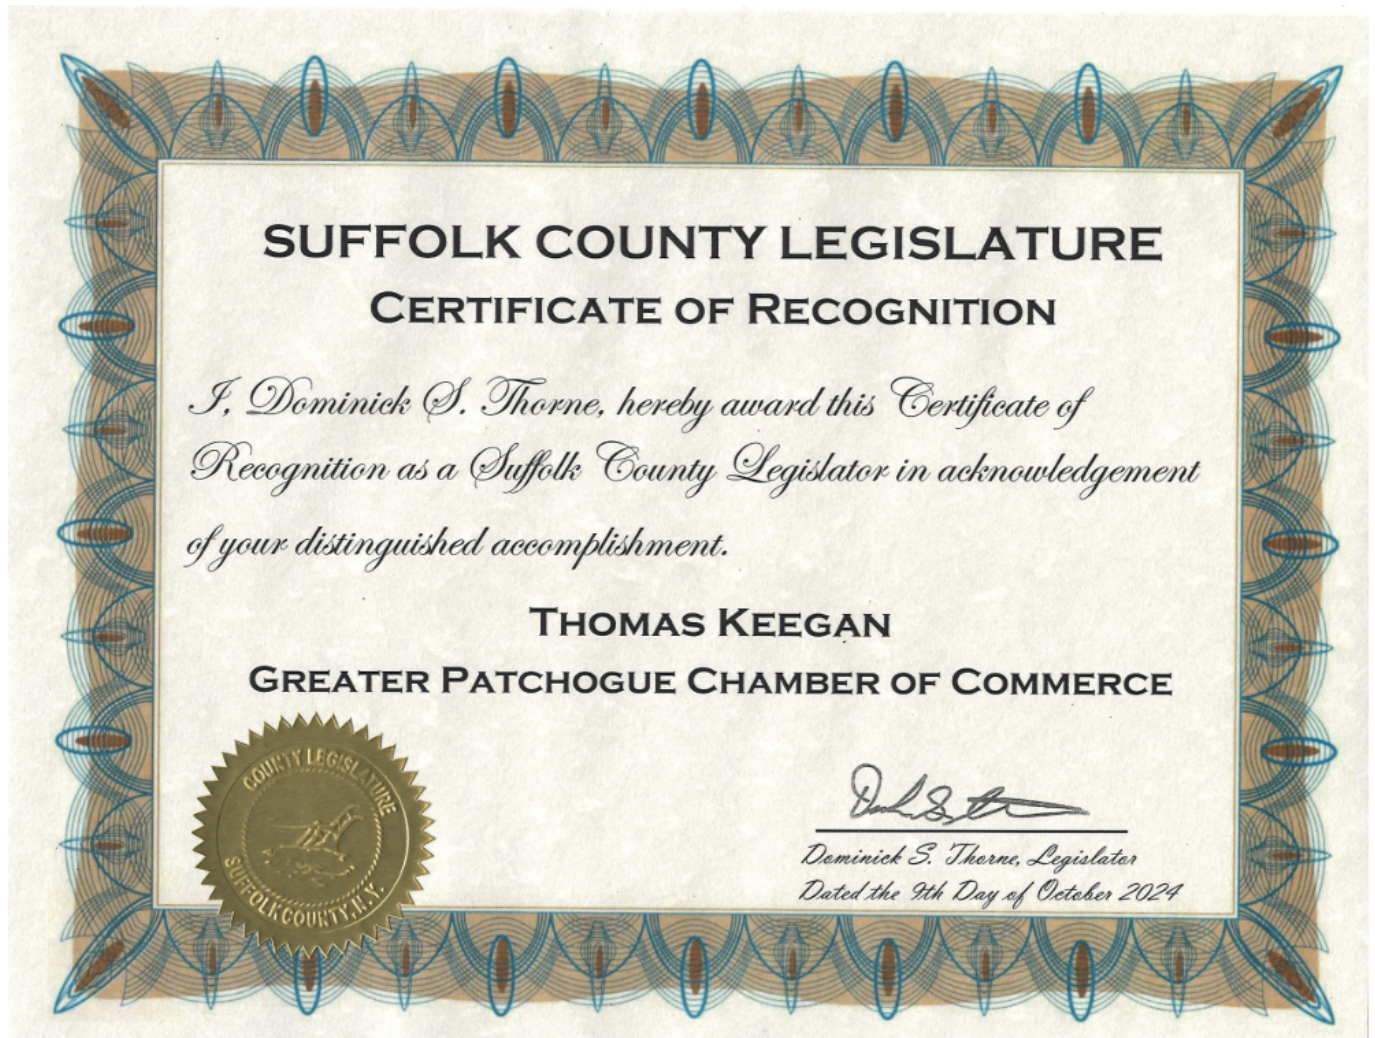 SUFFOLK COUNTY LEGISLATURE
CERTIFICATE OF RECOGNITION
I, Dominick S. Thorne, hereby award this Certificate of
Recognition as a Suffolk County Legislator in acknowledgement
of your distinguished accomplishment.
THOMAS KEEGAN
GREATER PATCHOGUE CHAMBER OF COMMERCE
COUNTY LEGISLATURE
SUFFOLK COUNTY, N.Y.
Dominick S. Thorne, Legislator
Dated the 9th Day of October 2024